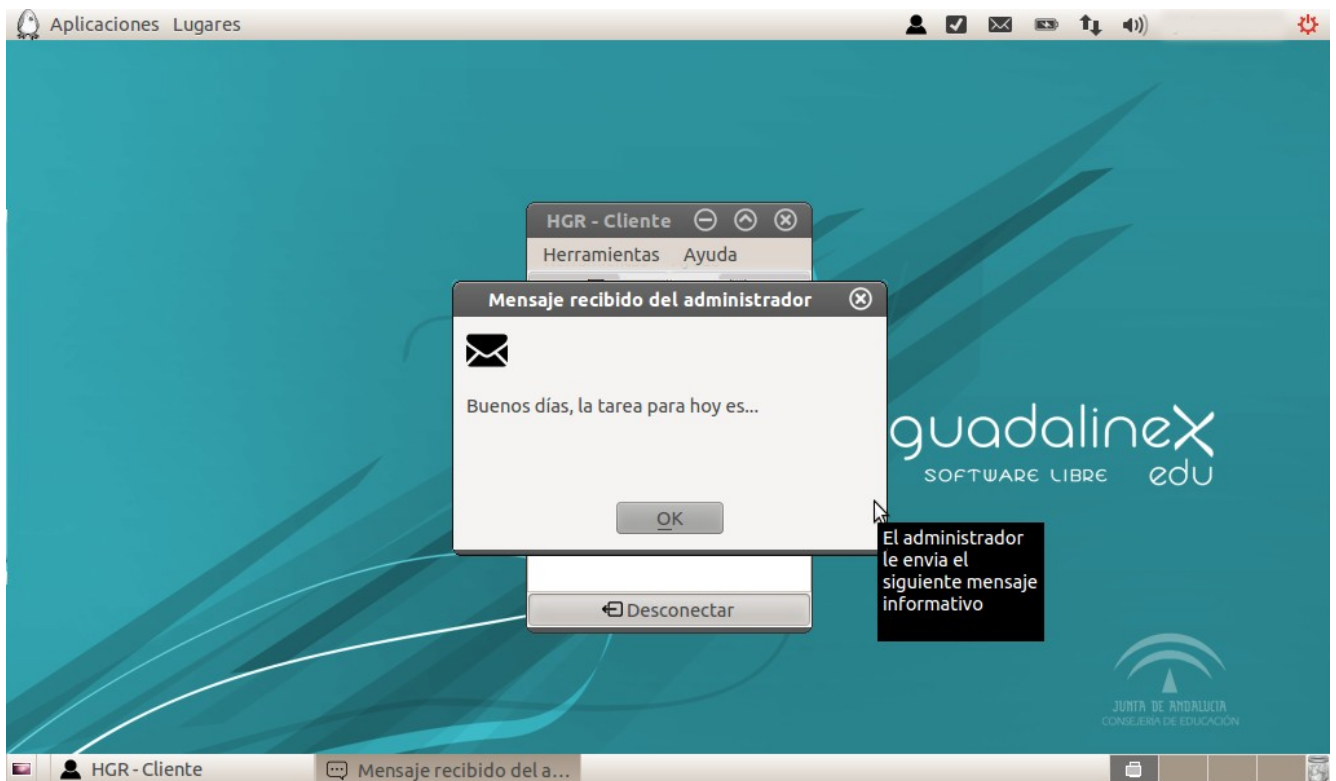 Aplicaciones Lugares
HGR - Cliente
Herramientas Ayuda
Mensaje recibido del administrador
Buenos días, la tarea para hoy es...
OK
guadalinex
SOFTWARE LIBRE edu
El administrador
le envia el
siguiente mensaje
informativo
Desconectar
JUNTA DE ANDALUCIA
CONSEJERIA DE EDUCACIÓN
HGR - Cliente
Mensaje recibido del a...